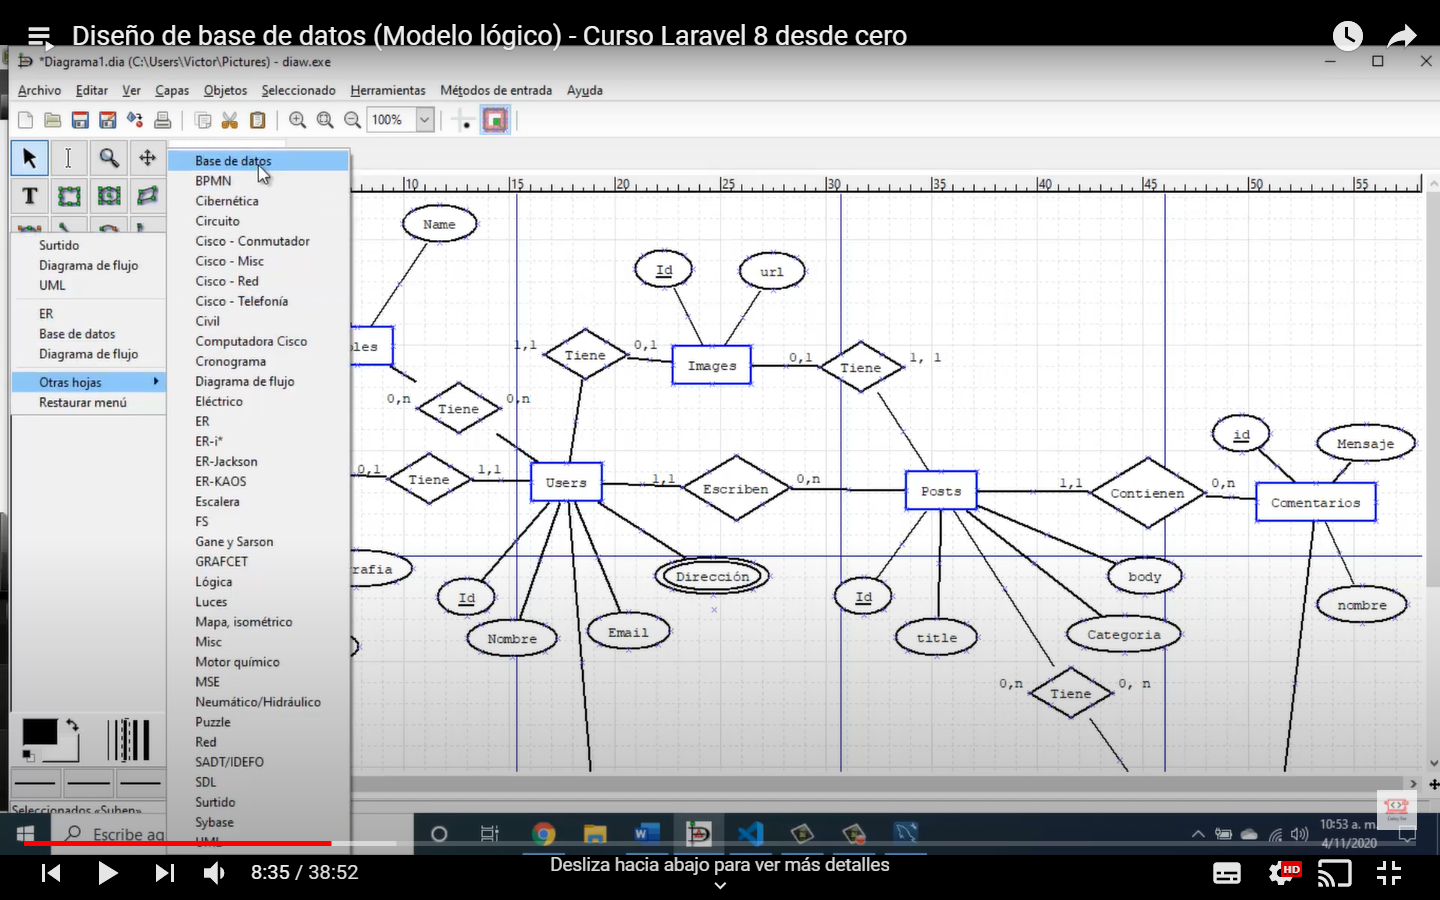 Diseño de base de datos (Modelo lógico) - Curso Laravel 8 desde cero
*Diagrama1.dia (C:\Users\Victor\Pictures) - diaw.exe
Archivo Editar Ver Capas Objetos Seleccionado Herramientas Métodos de entrada Ayuda
100%
T
Surtido
Diagrama de flujo
UML
ER
Base de datos
Diagrama de flujo
Otras hojas
Restaurar menú
Base de datos
BPMN
Cibernética
Circuito
Cisco - Conmutador
Cisco - Misc
Cisco - Red
Cisco - Telefonía
Civil
Computadora Cisco
Cronograma
Diagrama de flujo
Eléctrico
ER
ER-i*
ER-Jackson
ER-KAOS
Escalera
FS
Gane y Sarson
GRAFCET
Lógica
Luces
Mapa, isométrico
Misc
Motor químico
MSE
Neumático/Hidráulico
Puzzle
Red
SADT/IDEF0
SDL
Surtido
Sybase
UML
10 15 20 25 30 35 40 45 50 55
Name
Id
url
les
1,1
Tiene
0,1
Images
0,1
Tiene
1, 1
0,n
Tiene
0,n
id
Mensaje
0,1
Tiene
1,1
Users
1,1
Escriben
0,n
Posts
1,1
Contienen
0,n
Comentarios
rafia
Id
Nombre
Email
Dirección
Id
title
body
Categoria
nombre
0,n
Tiene
0, n
Seleccionados «Suben»
Escribe aq
10:53 a. m.
4/11/2020
8:35 / 38:52
Desliza hacia abajo para ver más detalles
HD